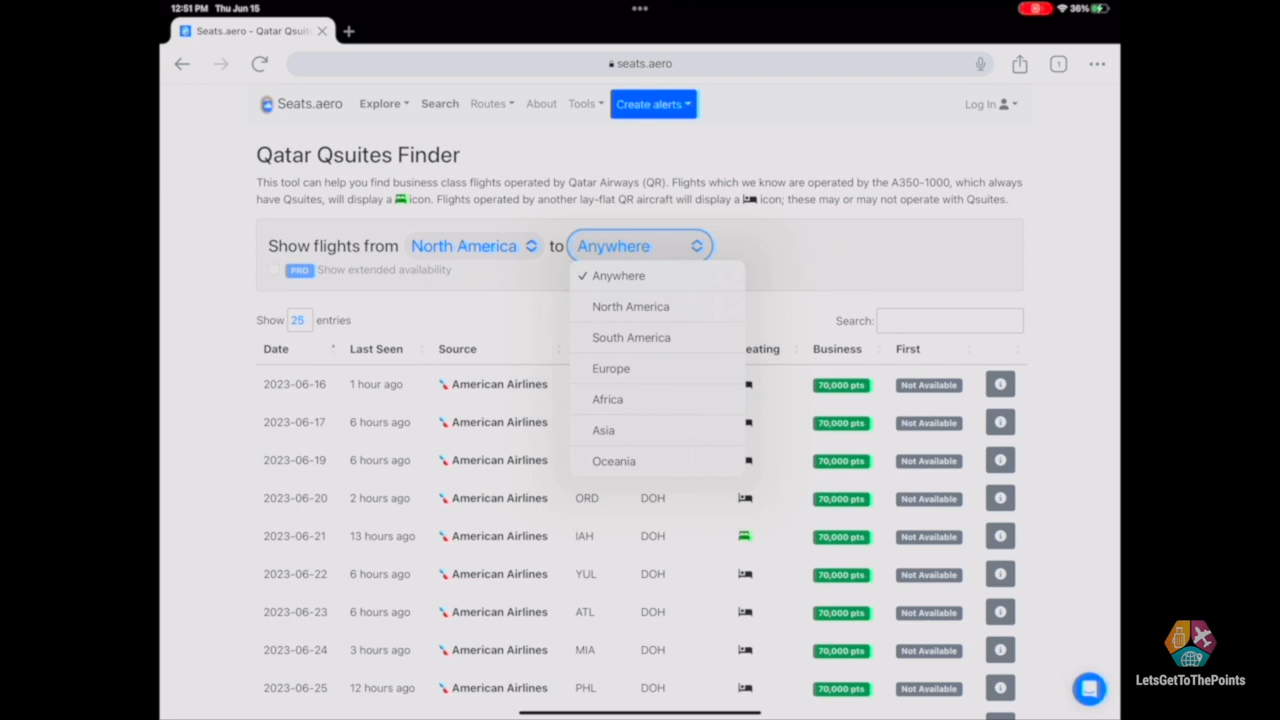 12:51 PM Thu Jun 15
36%
Seats.aero - Qatar Qsuit
seats.aero
1
Seats.aero Explore Search Routes About Tools Create alerts Log In
Qatar Qsuites Finder
This tool can help you find business class flights operated by Qatar Airways (QR). Flights which we know are operated by the A350-1000, which always
have Qsuites, will display a icon. Flights operated by another lay-flat QR aircraft will display a icon; these may or may not operate with Qsuites.
Show flights from North America to Anywhere
PRO Show extended availability
Anywhere
North America
South America
Europe
Africa
Asia
Oceania
Show 25 entries Search:
Date Last Seen Source eating Business First
2023-06-16 1 hour ago American Airlines 70,000 pts Not Available
2023-06-17 6 hours ago American Airlines 70,000 pts Not Available
2023-06-19 6 hours ago American Airlines 70,000 pts Not Available
2023-06-20 2 hours ago American Airlines ORD DOH 70,000 pts Not Available
2023-06-21 13 hours ago American Airlines IAH DOH 70,000 pts Not Available
2023-06-22 6 hours ago American Airlines YUL DOH 70,000 pts Not Available
2023-06-23 6 hours ago American Airlines ATL DOH 70,000 pts Not Available
2023-06-24 3 hours ago American Airlines MIA DOH 70,000 pts Not Available
2023-06-25 12 hours ago American Airlines PHL DOH 70,000 pts Not Available
LetsGetToThePoints